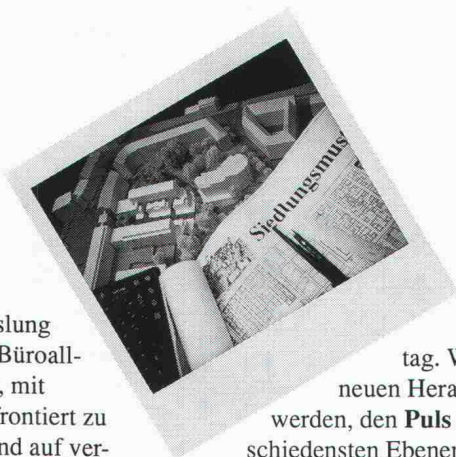 Siedlungsmus
slung
Büroall- tag. W
, mit neuen Hera
frontiert zu werden, den Puls
nd auf ver- schiedensten Ebenen